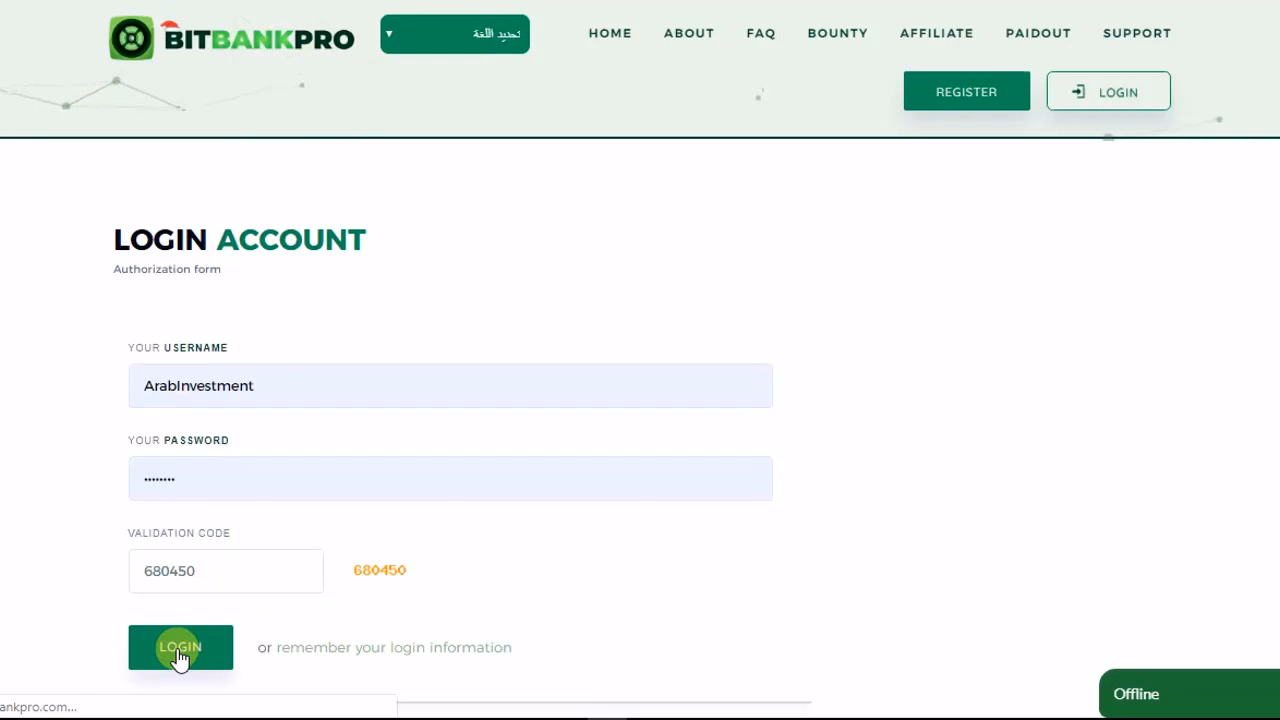 BITBANKPRO
▼ تحديد اللغة
HOME ABOUT FAQ BOUNTY AFFILIATE PAIDOUT SUPPORT
REGISTER LOGIN
LOGIN ACCOUNT
Authorization form
YOUR USERNAME
ArabInvestment
YOUR PASSWORD
••••••••
VALIDATION CODE
680450 680450
LOGIN or remember your login information
Offline
ankpro.com...